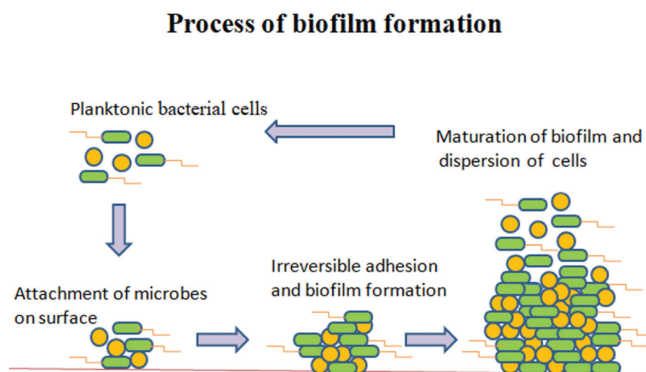 Process of biofilm formation
Planktonic bacterial cells
Maturation of biofilm and
dispersion of cells
Irreversible adhesion
and biofilm formation
Attachment of microbes
on surface